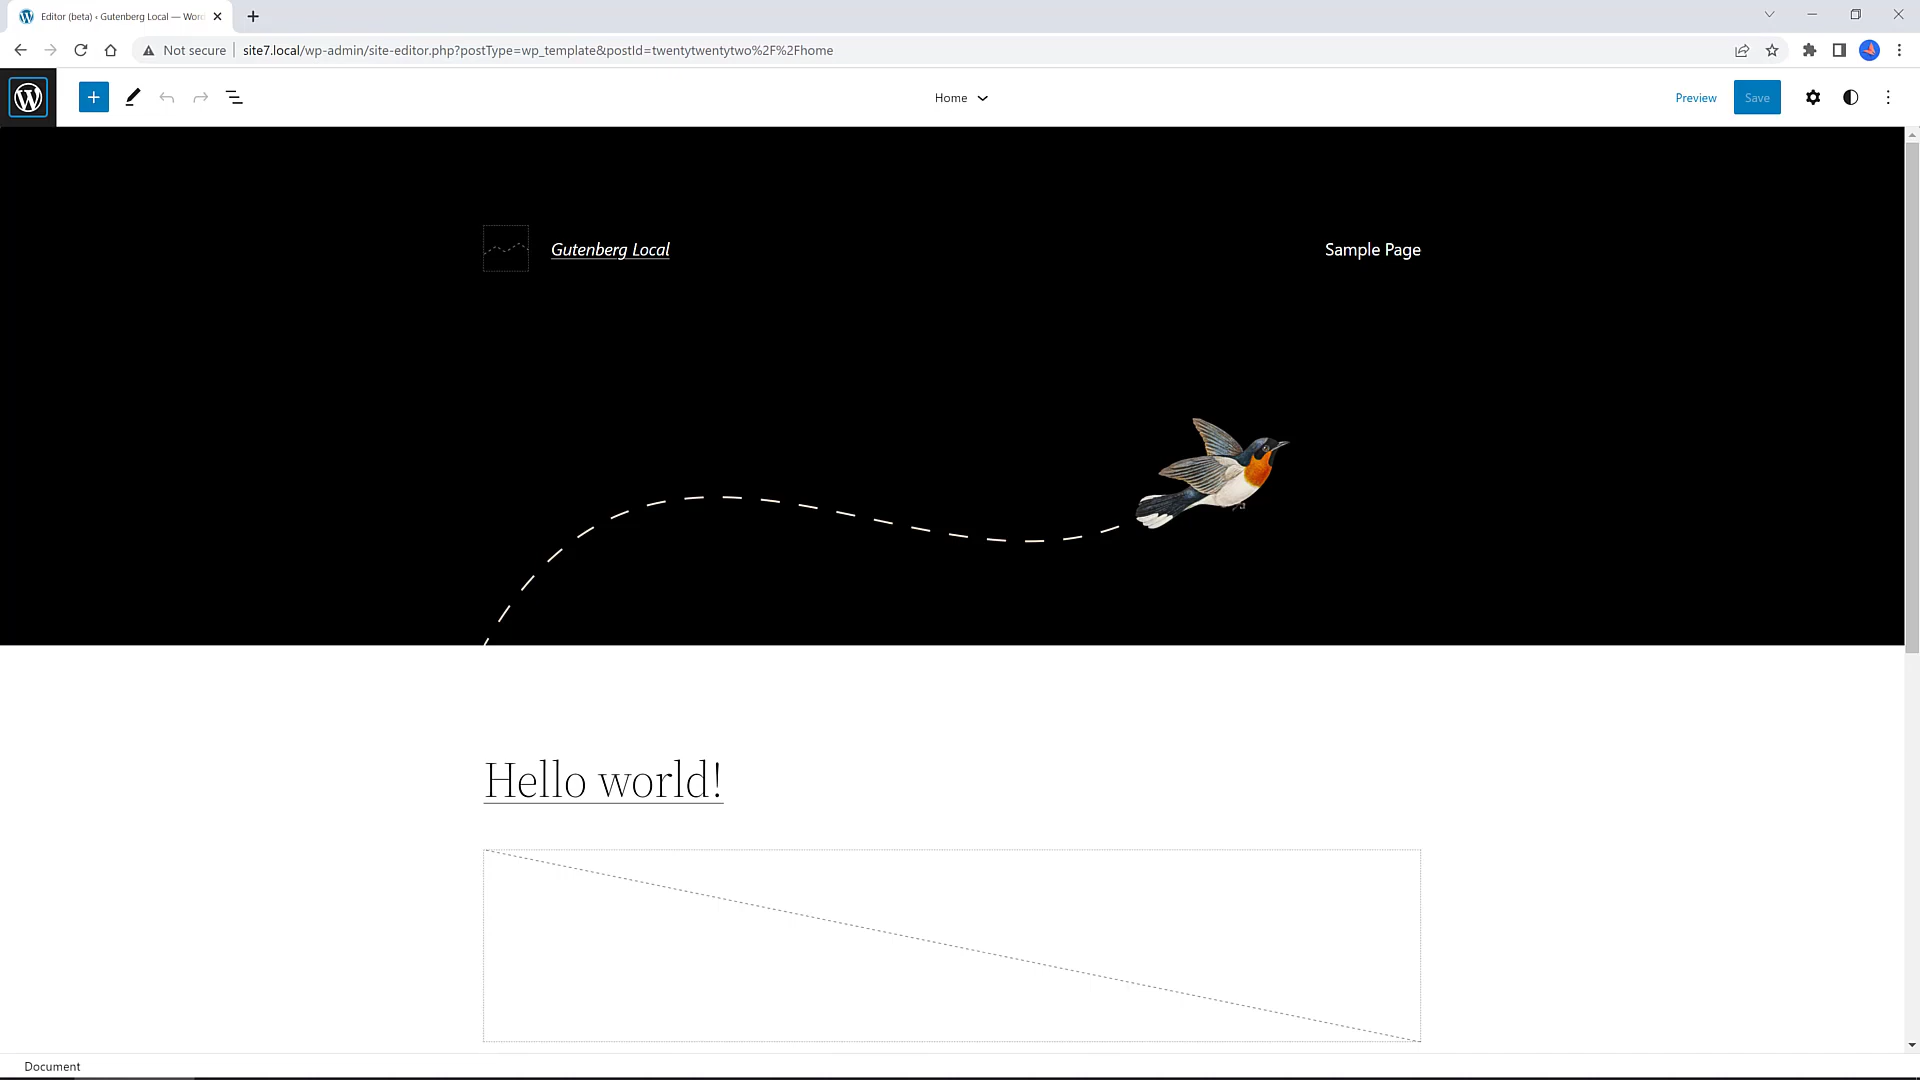 Editor (beta) ‹ Gutenberg Local — Word
Not secure
site7.local/wp-admin/site-editor.php?postType=wp_template&postId=twentytwentytwo%2F%2Fhome
Home
Preview
Save
Gutenberg Local
Sample Page
Hello world!
Document